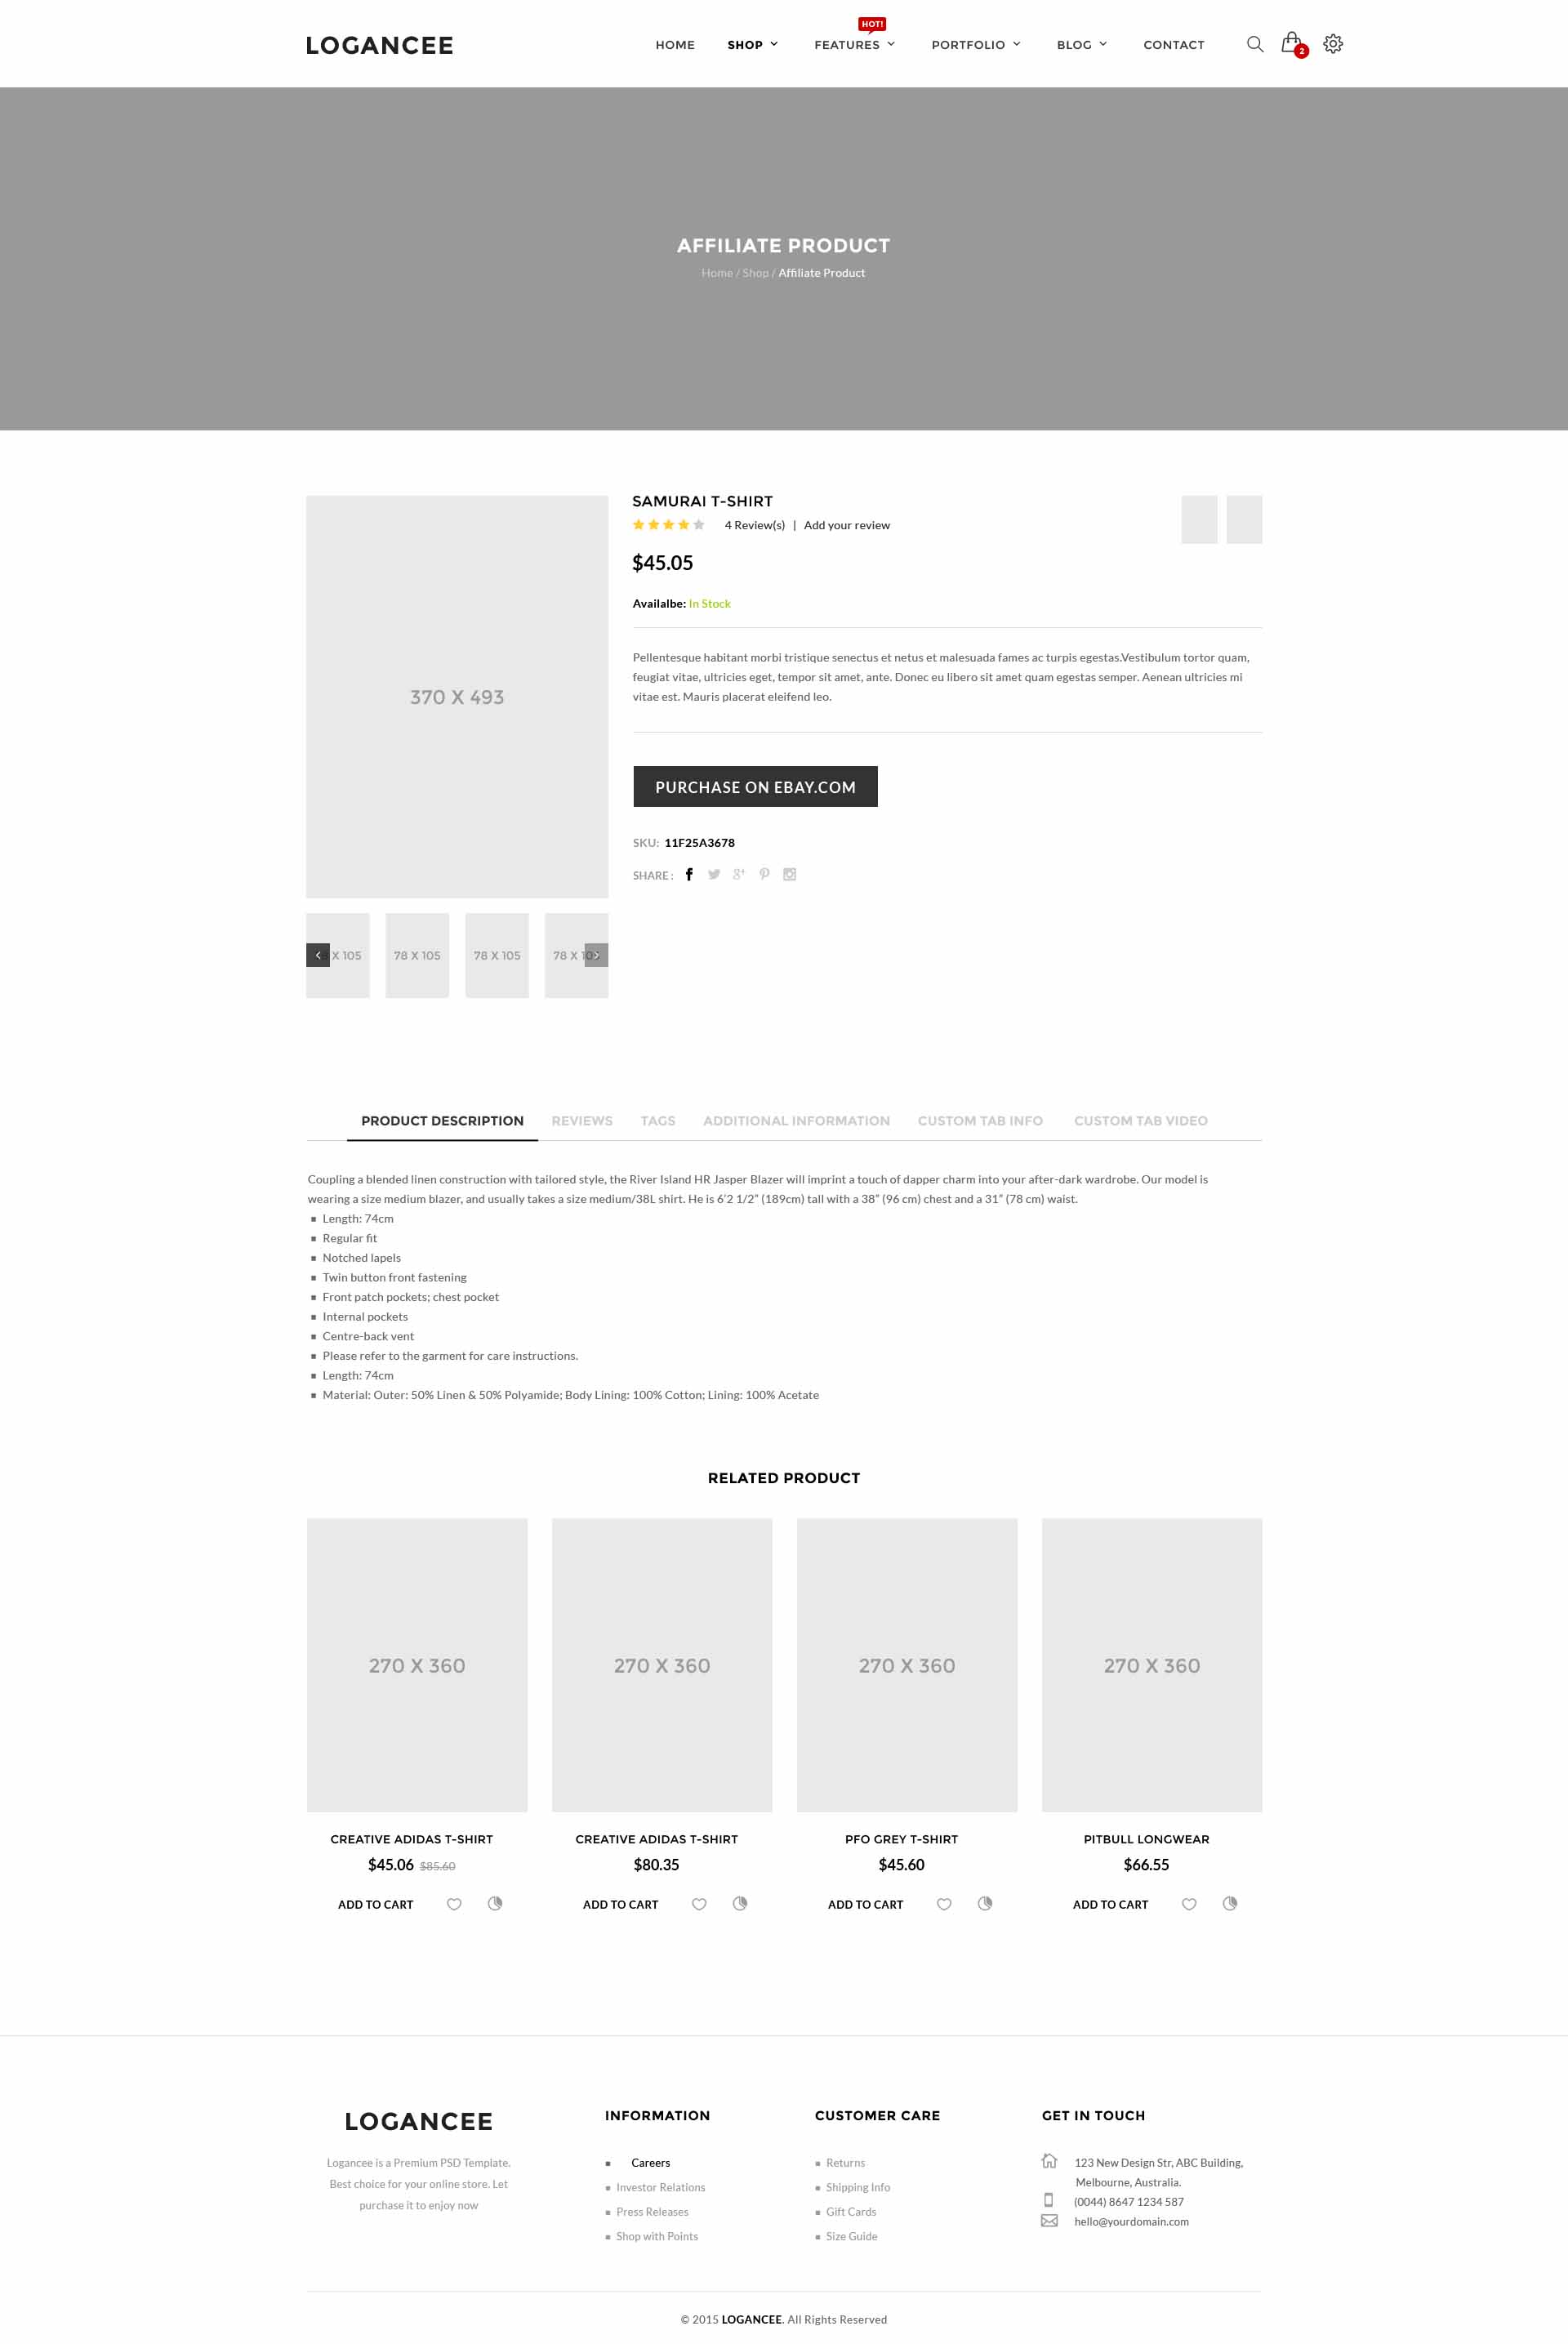 LOGANCEE
HOME SHOP FEATURES HOT! PORTFOLIO BLOG CONTACT 2
AFFILIATE PRODUCT
Home / Shop / Affiliate Product
370 X 493
X 105 78 X 105 78 X 105 78 X 105
SAMURAI T-SHIRT
4 Review(s) | Add your review
$45.05
Availalbe: In Stock
Pellentesque habitant morbi tristique senectus et netus et malesuada fames ac turpis egestas.Vestibulum tortor quam,
feugiat vitae, ultricies eget, tempor sit amet, ante. Donec eu libero sit amet quam egestas semper. Aenean ultricies mi
vitae est. Mauris placerat eleifend leo.
PURCHASE ON EBAY.COM
SKU: 11F25A3678
SHARE :
PRODUCT DESCRIPTION REVIEWS TAGS ADDITIONAL INFORMATION CUSTOM TAB INFO CUSTOM TAB VIDEO
Coupling a blended linen construction with tailored style, the River Island HR Jasper Blazer will imprint a touch of dapper charm into your after-dark wardrobe. Our model is
wearing a size medium blazer, and usually takes a size medium/38L shirt. He is 6’2 1/2” (189cm) tall with a 38” (96 cm) chest and a 31” (78 cm) waist.
Length: 74cm
Regular fit
Notched lapels
Twin button front fastening
Front patch pockets; chest pocket
Internal pockets
Centre-back vent
Please refer to the garment for care instructions.
Length: 74cm
Material: Outer: 50% Linen & 50% Polyamide; Body Lining: 100% Cotton; Lining: 100% Acetate
RELATED PRODUCT
270 X 360 270 X 360 270 X 360 270 X 360
CREATIVE ADIDAS T-SHIRT CREATIVE ADIDAS T-SHIRT PFO GREY T-SHIRT PITBULL LONGWEAR
$45.06 $85.60 $80.35 $45.60 $66.55
ADD TO CART ADD TO CART ADD TO CART ADD TO CART
LOGANCEE
Logancee is a Premium PSD Template.
Best choice for your online store. Let
purchase it to enjoy now
INFORMATION
Careers
Investor Relations
Press Releases
Shop with Points
CUSTOMER CARE
Returns
Shipping Info
Gift Cards
Size Guide
GET IN TOUCH
123 New Design Str, ABC Building,
Melbourne, Australia.
(0044) 8647 1234 587
hello@yourdomain.com
© 2015 LOGANCEE. All Rights Reserved